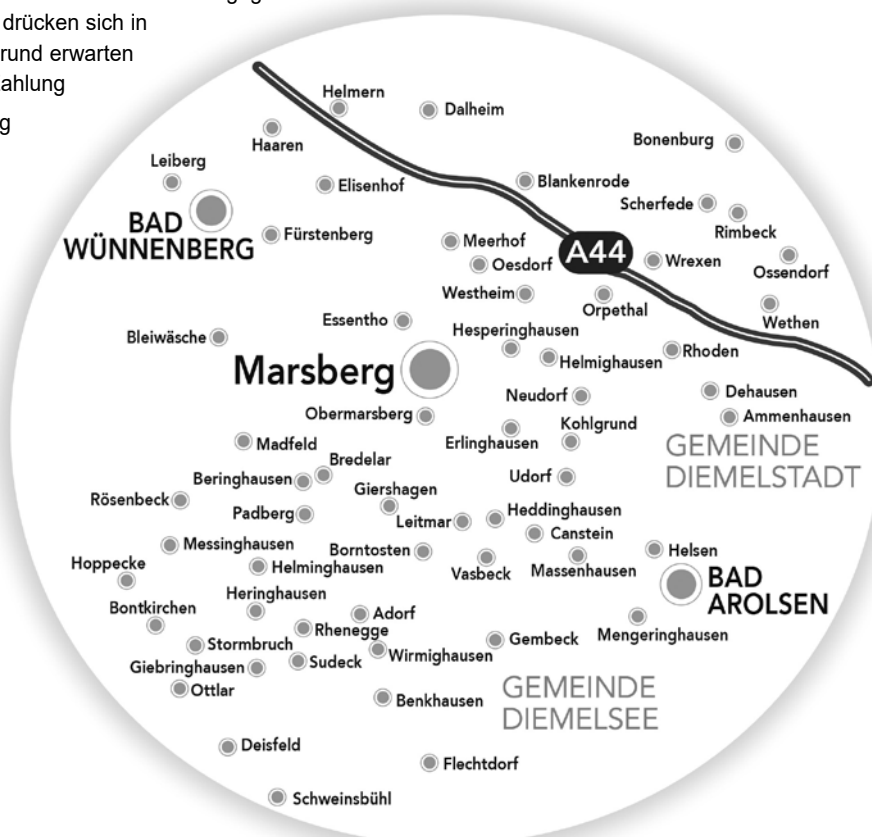 drücken sich in
rund erwarten
ahlung
g
Helmern
Dalheim
Haaren
Bonenburg
Leiberg
Elisenhof
Blankenrode
Scherfede
Rimbeck
BAD
WÜNNENBERG
Fürstenberg
Meerhof
A44
Wrexen
Ossendorf
Oesdorf
Westheim
Orpethal
Wethen
Essentho
Hesperinghausen
Bleiwäsche
Helmighausen
Rhoden
Marsberg
Neudorf
Dehausen
Obermarsberg
Kohlgrund
Ammenhausen
Erlinghausen
Madfeld
GEMEINDE
DIEMELSTADT
Bredelar
Beringhausen
Udorf
Giershagen
Rösenbeck
Padberg
Leitmar
Heddinghausen
Canstein
Messinghausen
Borntosten
Helsen
Hoppecke
Helminghausen
Vasbeck
Massenhausen
BAD
AROLSEN
Heringhausen
Bontkirchen
Adorf
Rhenegge
Mengeringhausen
Stormbruch
Gembeck
Wirmighausen
Giebringhausen
Sudeck
Ottlar
GEMEINDE
DIEMELSEE
Benkhausen
Deisfeld
Flechtdorf
Schweinsbühl